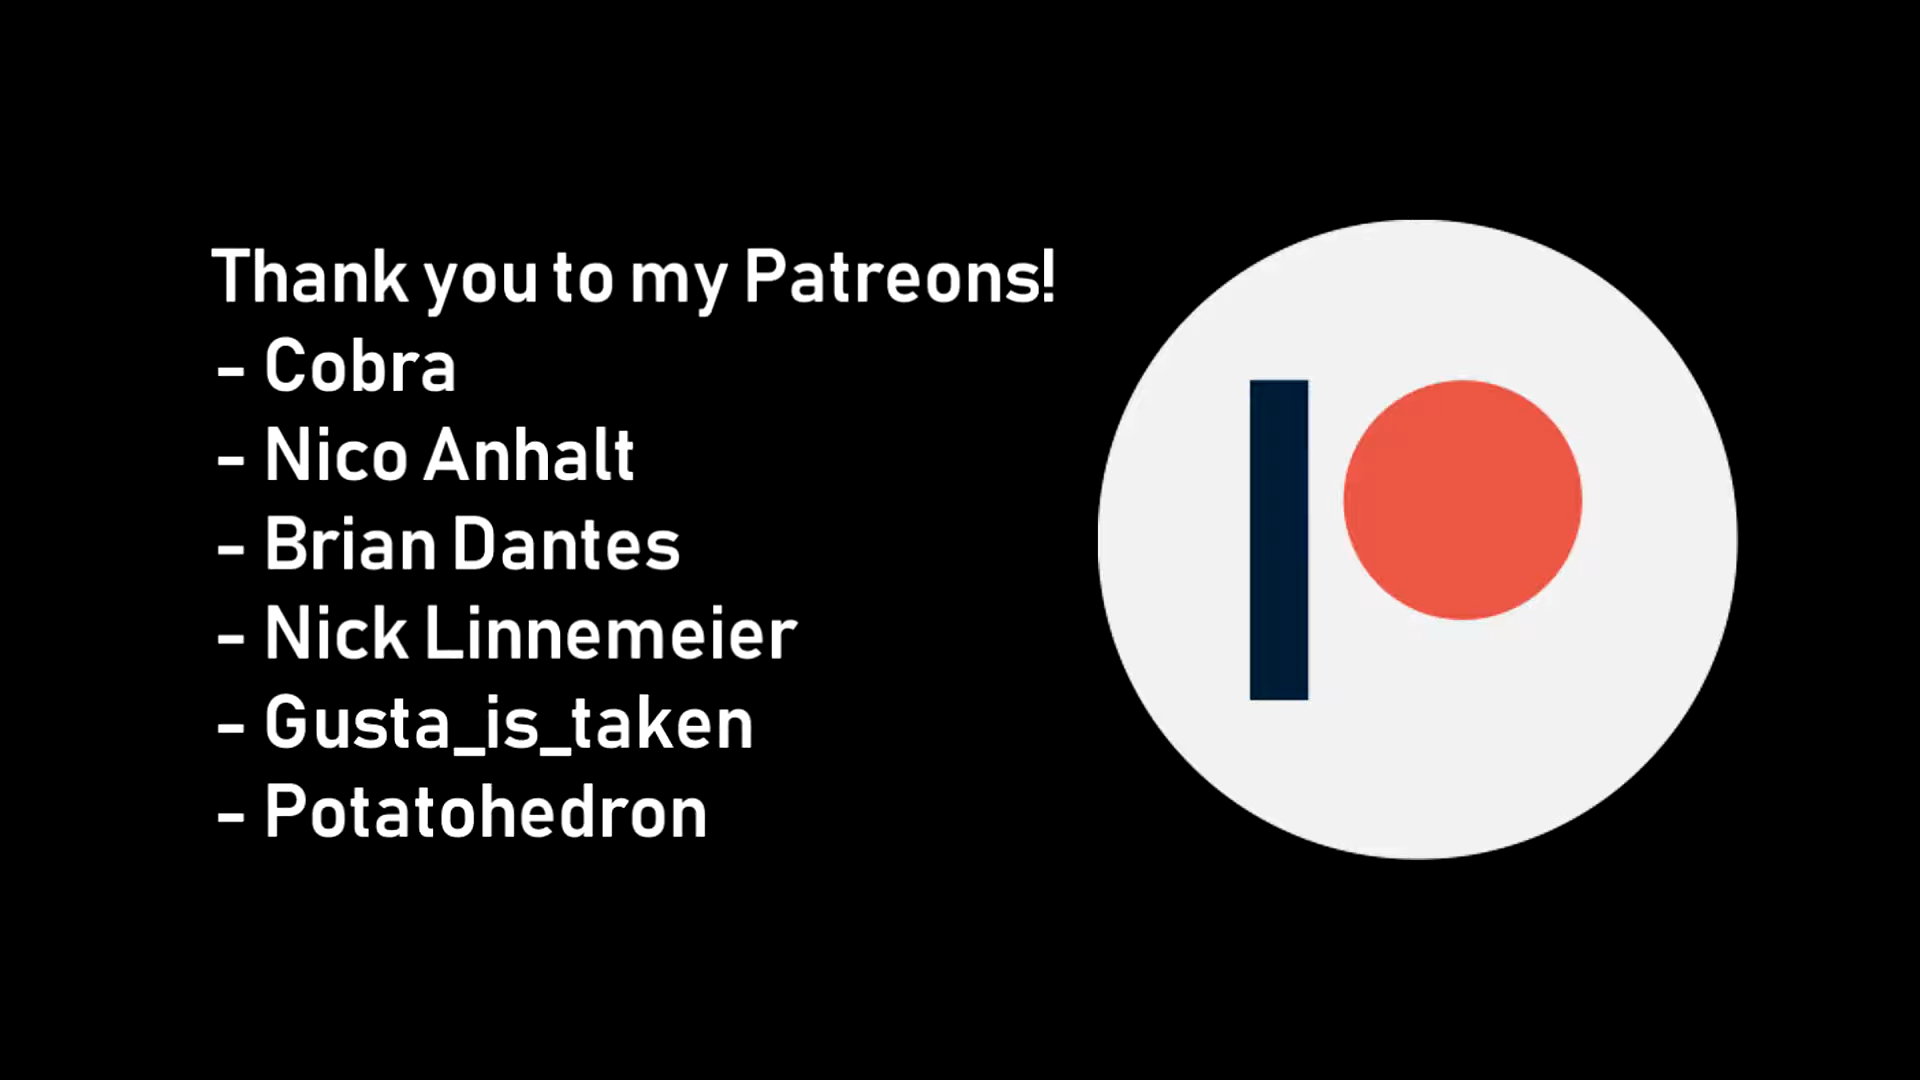 Thank you to my Patreons!
- Cobra
- Nico Anhalt
- Brian Dantes
- Nick Linnemeier
- Gusta_is_taken
- Potatohedron